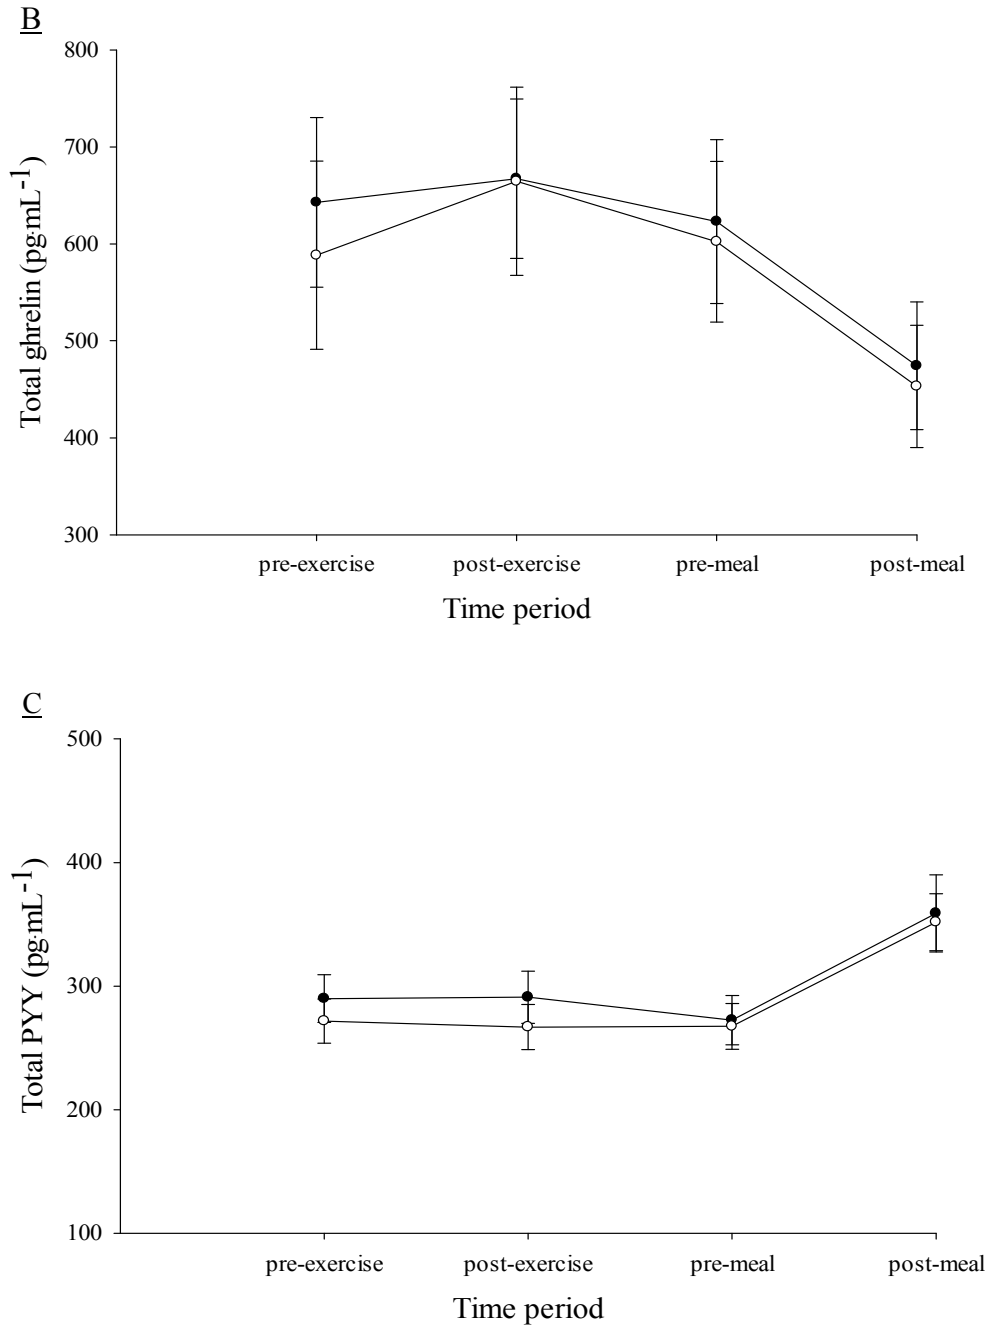 B
800
700
600
500
400
300
Total ghrelin (pg·mL-1)
pre-exercise post-exercise pre-meal post-meal
Time period
C
500
400
300
200
100
Total PYY (pg·mL-1)
pre-exercise post-exercise pre-meal post-meal
Time period